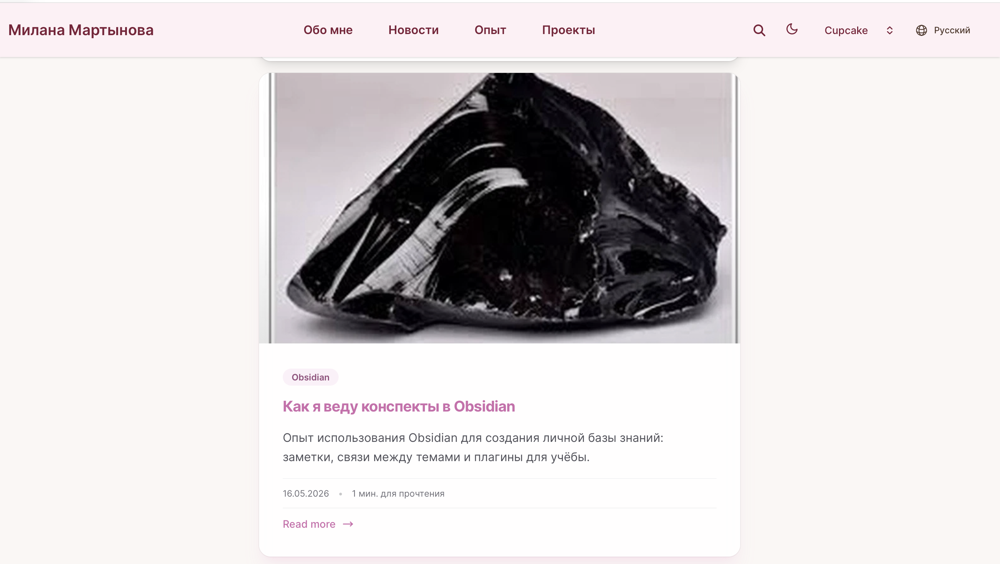 Милана Мартынова
Обо мне
Новости
Опыт
Проекты
Cupcake
Русский
Obsidian
Как я веду конспекты в Obsidian
Опыт использования Obsidian для создания личной базы знаний:
заметки, связи между темами и плагины для учёбы.
16.05.2026 • 1 мин. для прочтения
Read more →